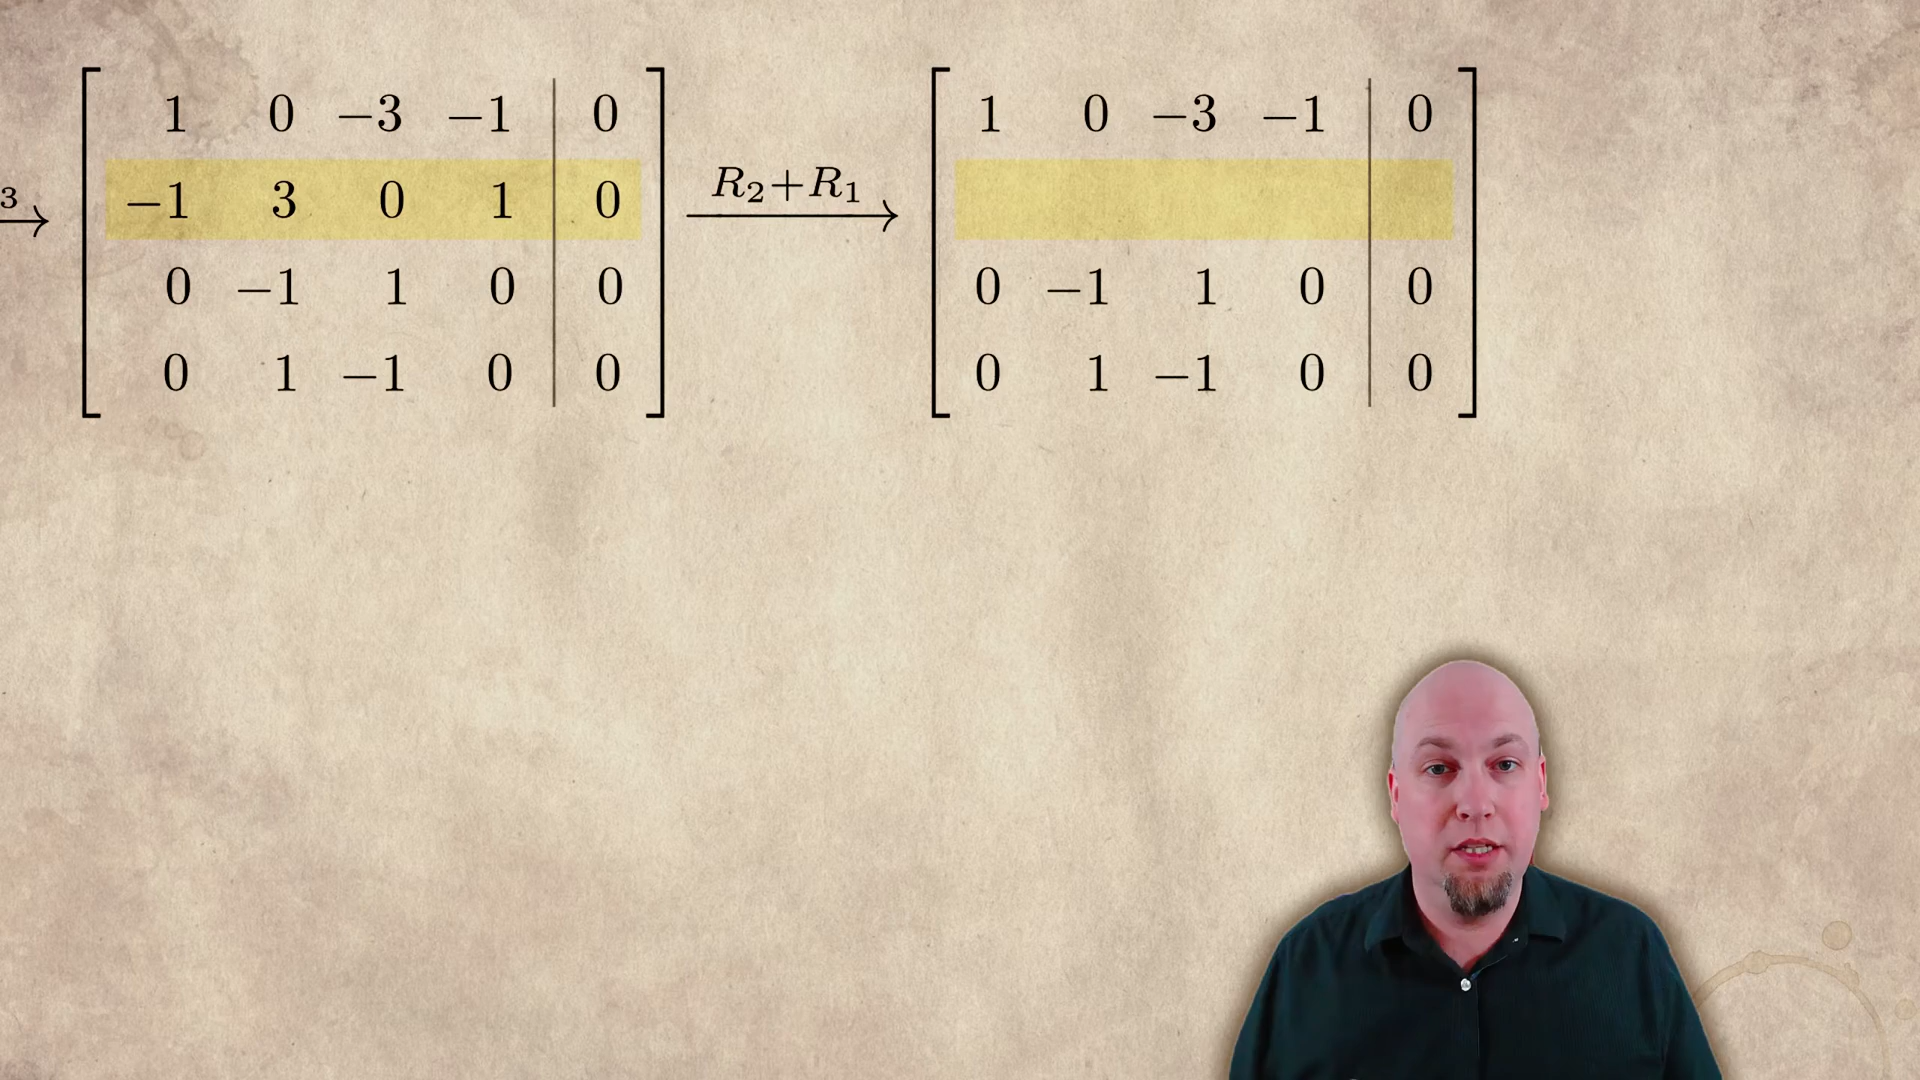 3 → [ 1 0 −3 −1 | 0 ] [ 1 0 −3 −1 | 0 ]
[ −1 3 0 1 | 0 ] R₂+R₁ → [ | ]
[ 0 −1 1 0 | 0 ] [ 0 −1 1 0 | 0 ]
[ 0 1 −1 0 | 0 ] [ 0 1 −1 0 | 0 ]